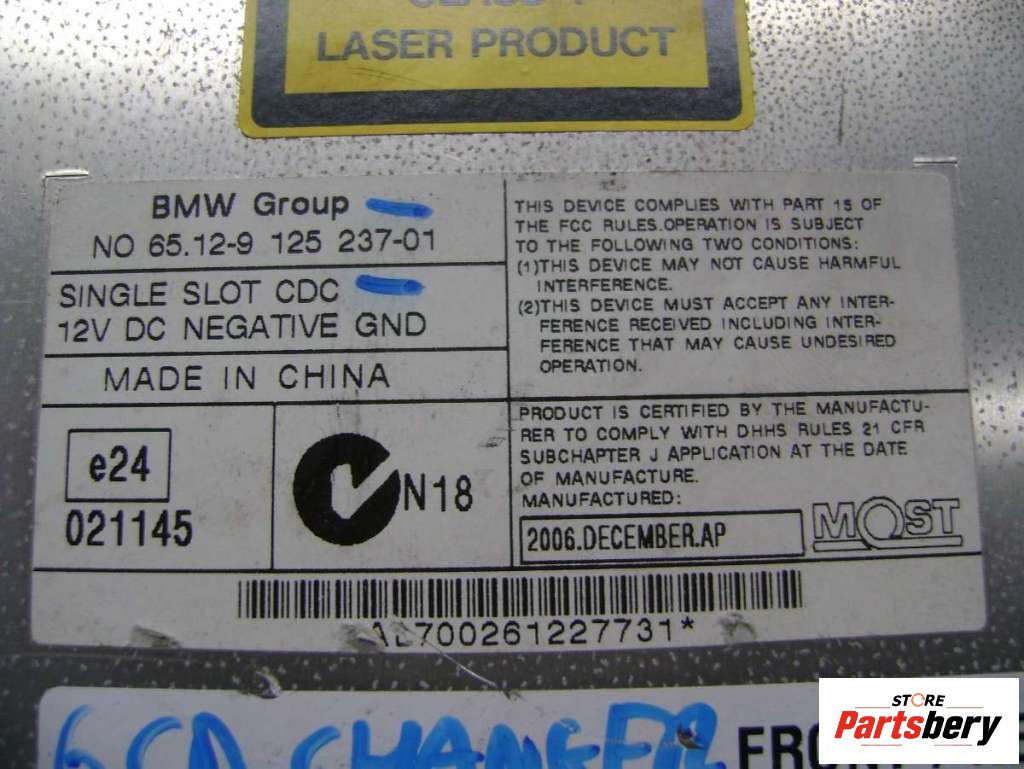 LASER PRODUCT
BMW Group
NO 65.12-9 125 237-01
SINGLE SLOT CDC
12V DC NEGATIVE GND
MADE IN CHINA
e24
021145
N18
THIS DEVICE COMPLIES WITH PART 15 OF
THE FCC RULES.OPERATION IS SUBJECT
TO THE FOLLOWING TWO CONDITIONS:
(1)THIS DEVICE MAY NOT CAUSE HARMFUL
INTERFERENCE.
(2)THIS DEVICE MUST ACCEPT ANY INTER-
FERENCE RECEIVED INCLUDING INTER-
FERENCE THAT MAY CAUSE UNDESIRED
OPERATION.
PRODUCT IS CERTIFIED BY THE MANUFACTU-
RER TO COMPLY WITH DHHS RULES 21 CFR
SUBCHAPTER J APPLICATION AT THE DATE
OF MANUFACTURE.
MANUFACTURED:
2006.DECEMBER.AP
MOST
700261227731*
6 CD CHANGER
STORE
Partsbery